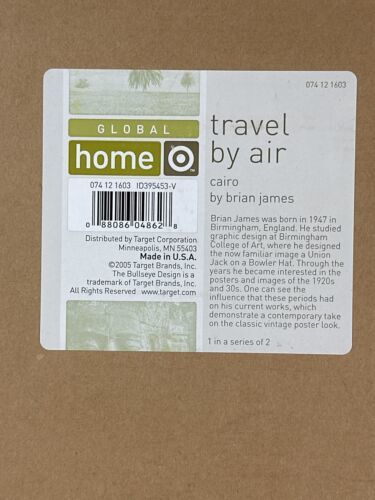 074 12 1603
GLOBAL
home
travel
by air
cairo
by brian james
074 12 1603 ID395453-V
0 88086 04862 8
Distributed by Target Corporation
Minneapolis, MN 55403
Made in U.S.A.
©2005 Target Brands, Inc.
The Bullseye Design is a
trademark of Target Brands, Inc.
All Rights Reserved www.target.com
Brian James was born in 1947 in
Birmingham, England. He studied
graphic design at Birmingham
College of Art, where he designed
the now familiar image a Union
Jack on a Bowler Hat. Through the
years he became interested in the
posters and images of the 1920s
and 30s. One can see the
influence that these periods had
on his current works, which
demonstrate a contemporary take
on the classic vintage poster look.
1 in a series of 2